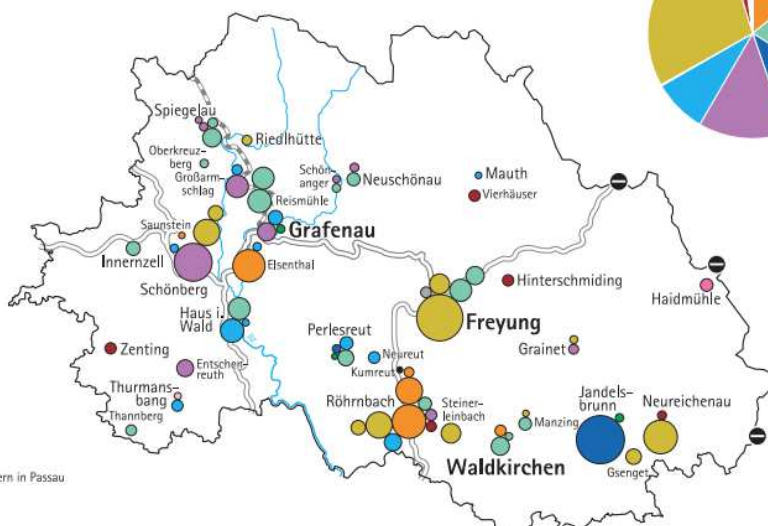 Spiegelau
Riedlhütte
Oberkreuz-
berg
Großarm-
schlag
Schön-
anger
Neuschönau
Mauth
Vierhäuser
Reismühle
Saunstein
Grafenau
Innernzell
Elsenthal
Schönberg
Hinterschmiding
Haidmühle
Haus i.
Wald
Freyung
Perlesreut
Neureut
Kumreut
Grainet
Zenting
Entschen-
reuth
Thurmans-
bang
Thannberg
Röhrnbach
Steiner-
leinbach
Manzing
Jandels-
brunn
Neureichenau
Gsenget
Waldkirchen
ern in Passau